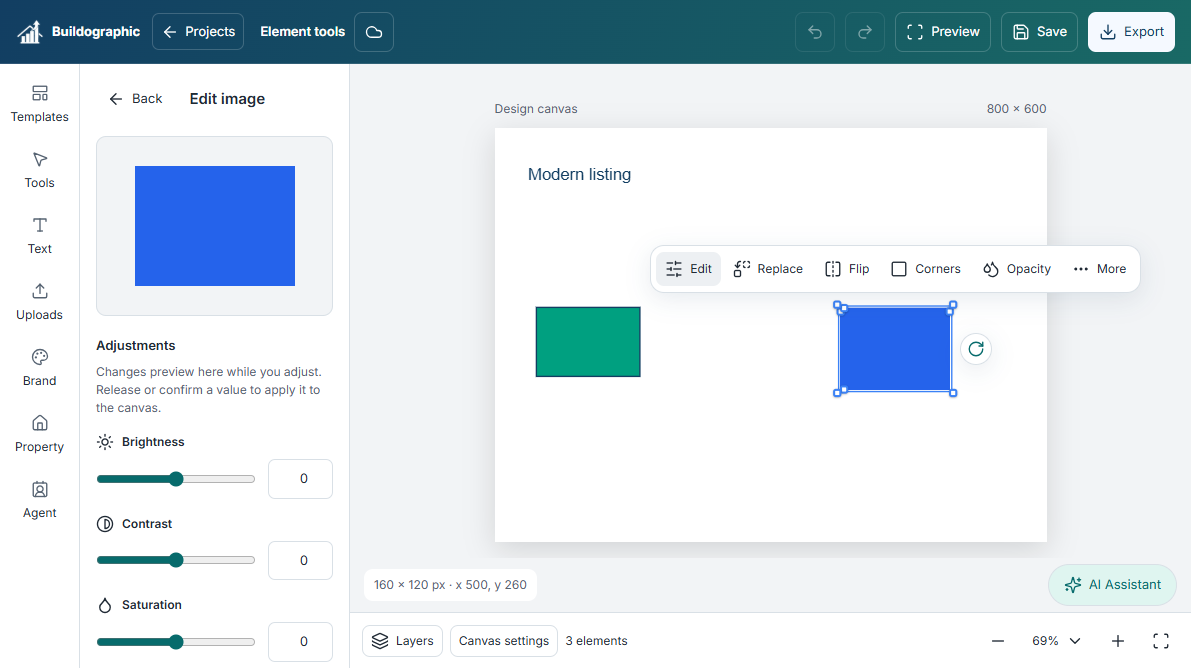 Buildographic
Projects
Element tools
Preview
Save
Export
Templates
Tools
Text
Uploads
Brand
Property
Agent
Back
Edit image
Adjustments
Changes preview here while you adjust.
Release or confirm a value to apply it to
the canvas.
Brightness
0
Contrast
0
Saturation
0
Design canvas
800 × 600
Modern listing
Edit
Replace
Flip
Corners
Opacity
More
160 × 120 px · x 500, y 260
AI Assistant
Layers
Canvas settings
3 elements
69%